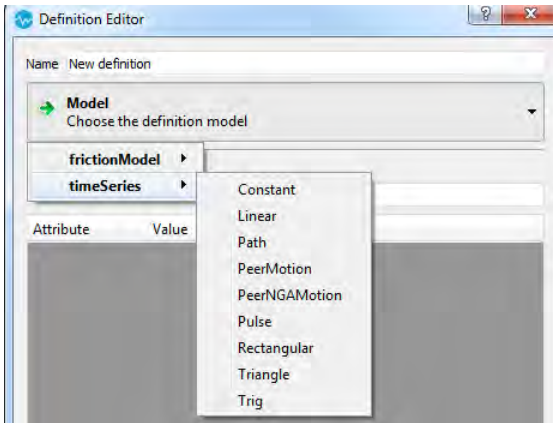 Definition Editor
?
Name New definition
Model
Choose the definition model
frictionModel
timeSeries
Constant
Linear
Attribute Value
Path
PeerMotion
PeerNGAMotion
Pulse
Rectangular
Triangle
Trig